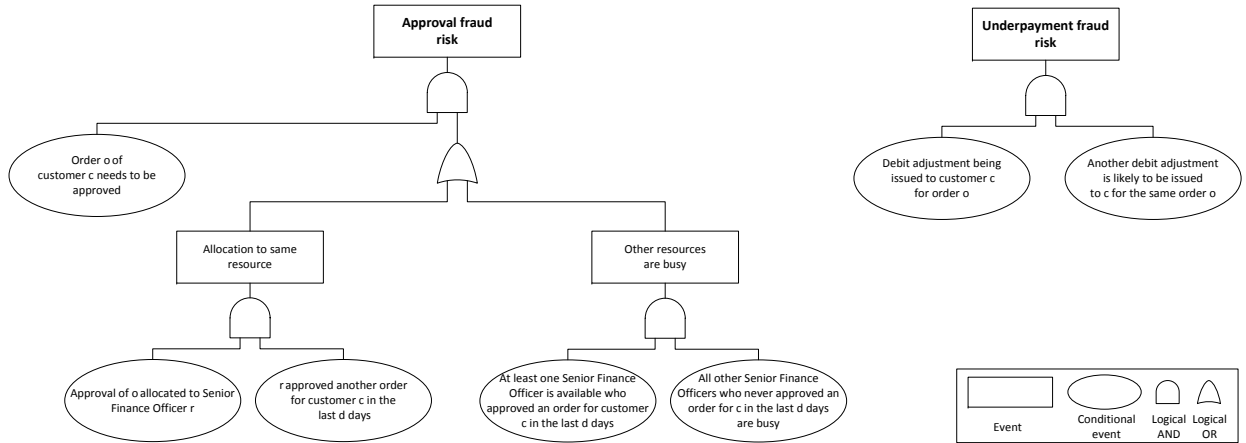 Approval fraud
risk
Underpayment fraud
risk
Order o of
customer c needs to be
approved
Debit adjustment being
issued to customer c
for order o
Another debit adjustment
is likely to be issued
to c for the same order o
Allocation to same
resource
Other resources
are busy
Approval of o allocated to Senior
Finance Officer r
r approved another order
for customer c in the
last d days
At least one Senior Finance
Officer is available who
approved an order for customer
c in the last d days
All other Senior Finance
Officers who never approved an
order for c in the last d days
are busy
Event
Conditional
event
Logical
AND
Logical
OR